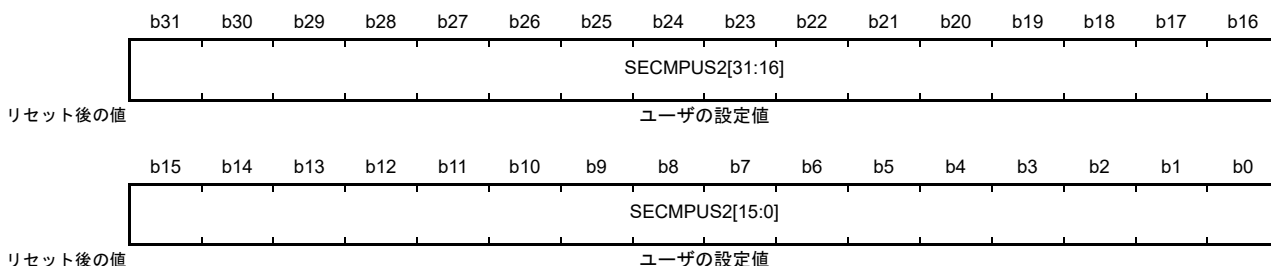 b31 b30 b29 b28 b27 b26 b25 b24 b23 b22 b21 b20 b19 b18 b17 b16
SECMPUS2[31:16]
リセット後の値 ユーザの設定値
b15 b14 b13 b12 b11 b10 b9 b8 b7 b6 b5 b4 b3 b2 b1 b0
SECMPUS2[15:0]
リセット後の値 ユーザの設定値